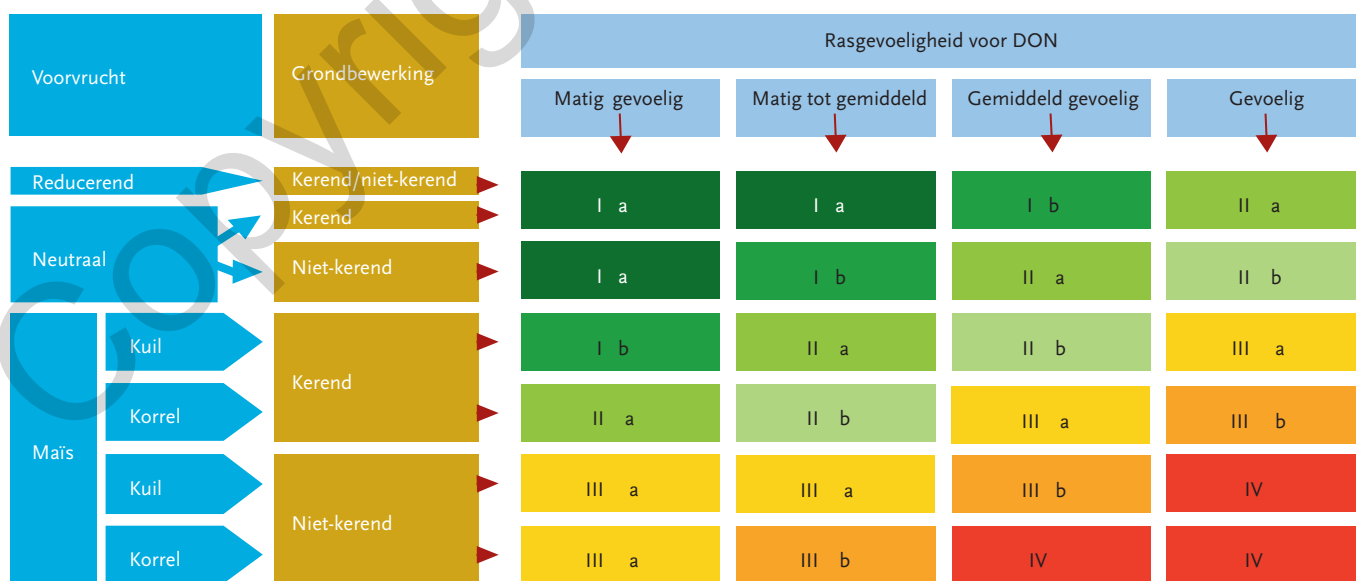 Voorvrucht
Grondbewerking
Rasgevoeligheid voor DON
Matig gevoelig
Matig tot gemiddeld
Gemiddeld gevoelig
Gevoelig
Reducerend
Kerend/niet-kerend
Neutraal
Kerend
I a
I a
I b
II a
Niet-kerend
I a
I b
II a
II b
Maïs
Kuil
Kerend
I b
II a
II b
III a
Korrel
II a
II b
III a
III b
Kuil
Niet-kerend
III a
III a
III b
IV
Korrel
III a
III b
IV
IV
Copyrig